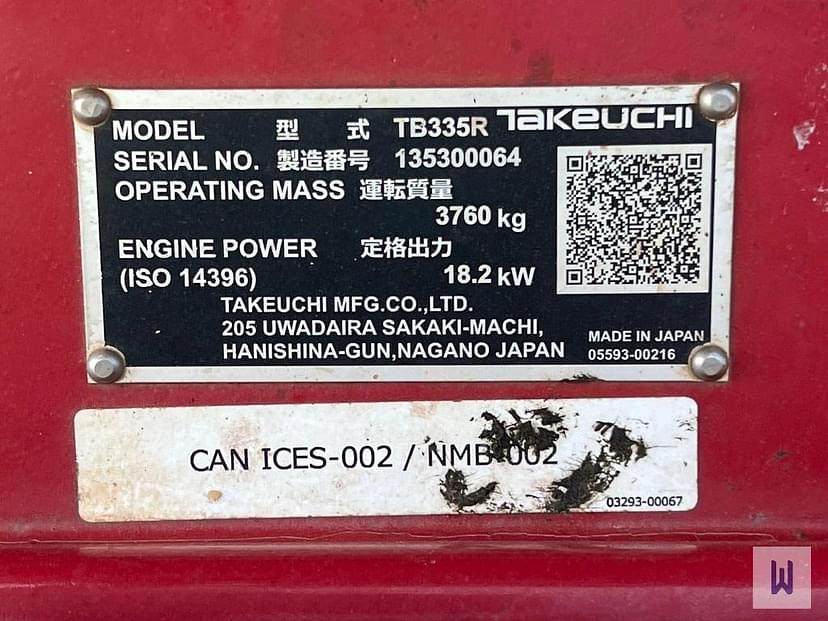 MODEL 型 式 TB335R TAKEUCHI
SERIAL NO. 製造番号 135300064
OPERATING MASS 運転質量
3760 kg
ENGINE POWER 定格出力
(ISO 14396) 18.2 kW
TAKEUCHI MFG.CO.,LTD.
205 UWADAIRA SAKAKI-MACHI,
HANISHINA-GUN,NAGANO JAPAN
MADE IN JAPAN
05593-00216
CAN ICES-002 / NMB-002
03293-00067
W